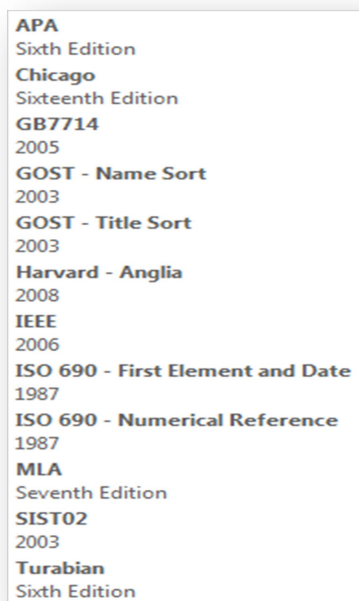 APA
Sixth Edition
Chicago
Sixteenth Edition
GB7714
2005
GOST - Name Sort
2003
GOST - Title Sort
2003
Harvard - Anglia
2008
IEEE
2006
ISO 690 - First Element and Date
1987
ISO 690 - Numerical Reference
1987
MLA
Seventh Edition
SIST02
2003
Turabian
Sixth Edition